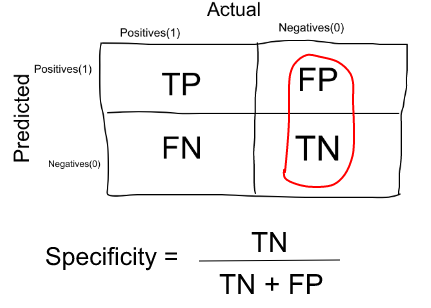 Actual
Positives(1) Negatives(0)
Predicted
Positives(1) TP FP
Negatives(0) FN TN
Specificity = TN
TN + FP